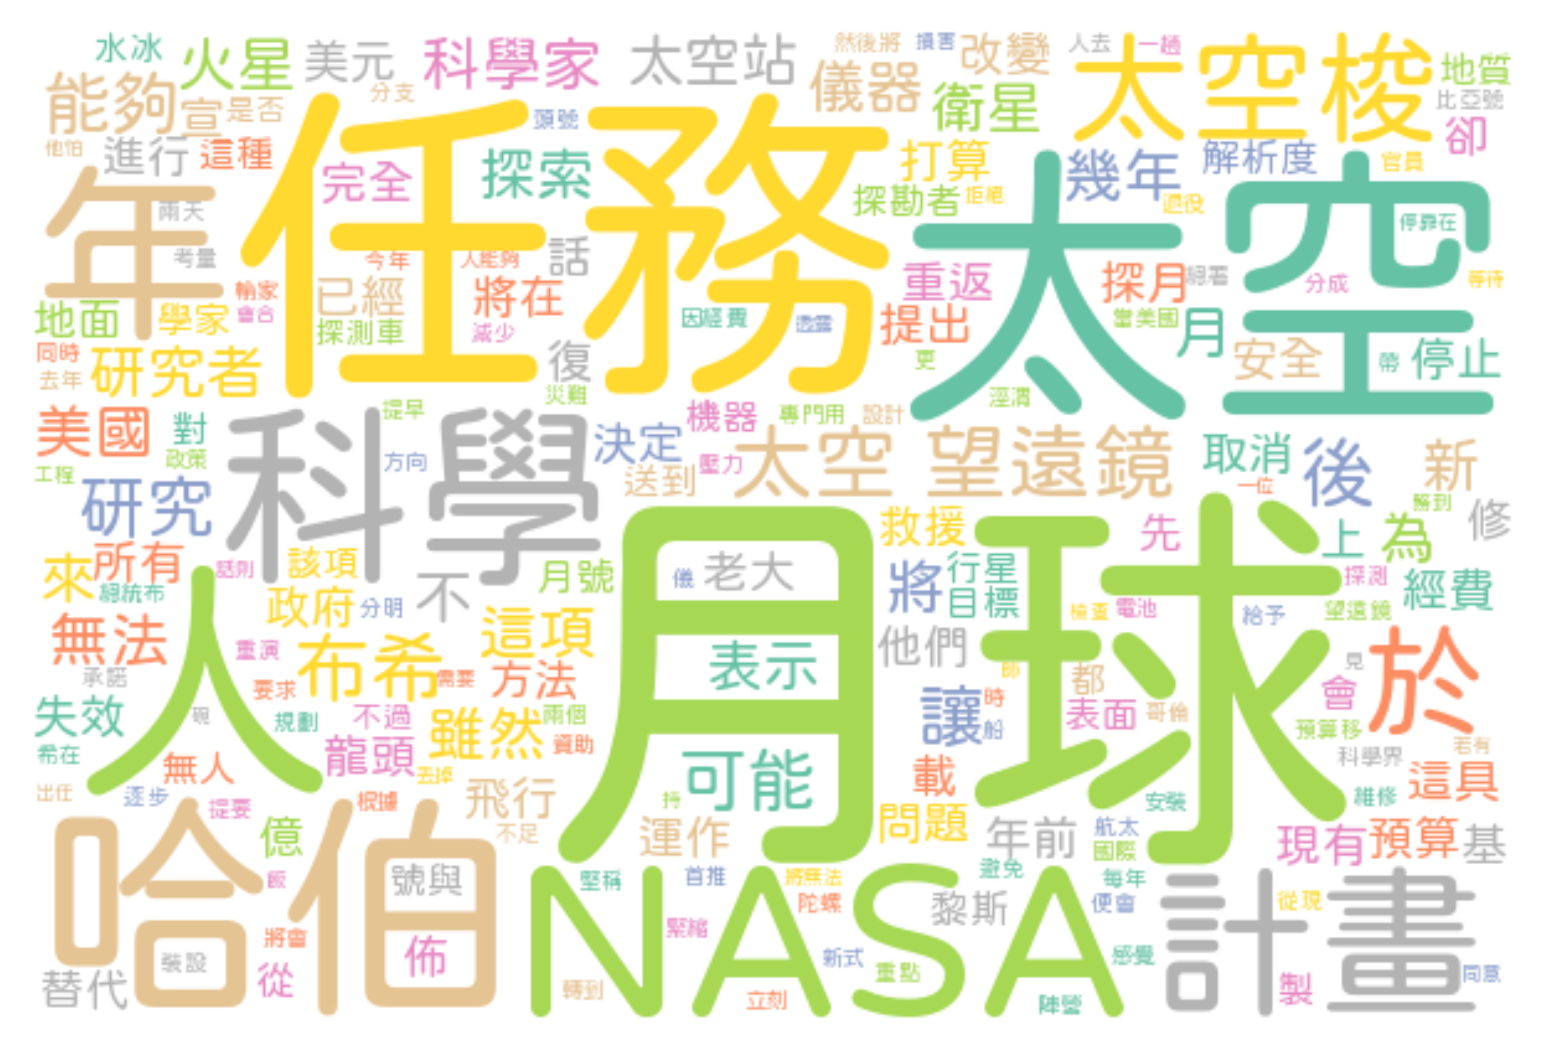 水冰
火星
美元
科學家
太空站
然後將
損害
改變
人去
一趟
太空梭
地質
能夠
宣
是否
分支
儀器
衛星
比亞號
他伯
進行
這種
任務
頭號
完全
探索
打算
幾年
解析度
官員
卻
年
兩天
考量
話
探勘者
拒絕
退役
太空
停靠在
今年
人能夠
重返
探月
分成
等待
地面
學家
輸家
會合
已經
探測車
將在
減少
因經費
提出
當美國
月
同時
去年
研究者
復
災難
更
安全
帶
停止
美國
對
政策
工程
科學
提早
方向
決定
送到
機器
壓力
專門用
設計
太空 望遠鏡
取消
一位
後
新
修
研究
月球
救援
先
上
為
來
所有
總統布
話則
該項
政府
分明
不
月號
儀
老大
將
行星
目標
探測
經費
無法
人
重演
要求
布希
需要
這項
方法
表示
他們
檢查
電池
給予
望遠鏡
於
承諾
失效
希在
規劃
不過
雖然
兩個
資助
讓
時
船
都
表面
哥倫
見
會
預算移
若有
無人
龍頭
去掉
可能
載
科學界
這具
出任
逐步
提要
根據
飛行
不足
持
安裝
維修
哈伯
億
飯
運作
問題
年前
航太
國際
現有
預算
基
號與
NASA
堅稱
首推
將無法
避免
每年
計畫
從現
陀螺
黎斯
便會
將會
佈
緊縮
替代
裝設
從
新式
重點
感覺
製
同意
轉到
立刻
陣營